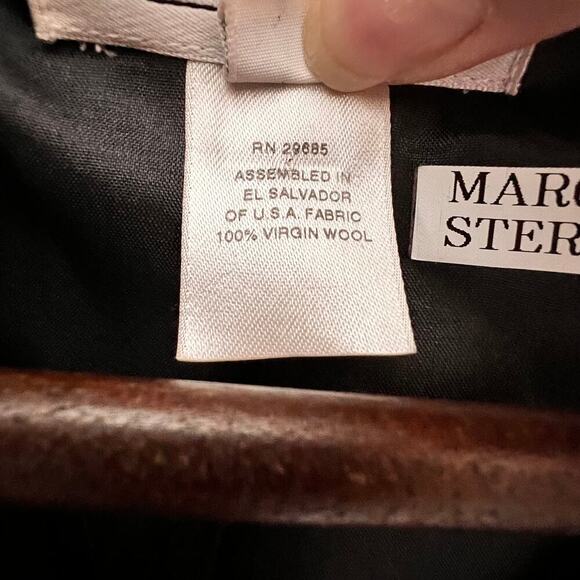 RN 29685
ASSEMBLED IN
EL SALVADOR
OF U.S.A. FABRIC
100% VIRGIN WOOL